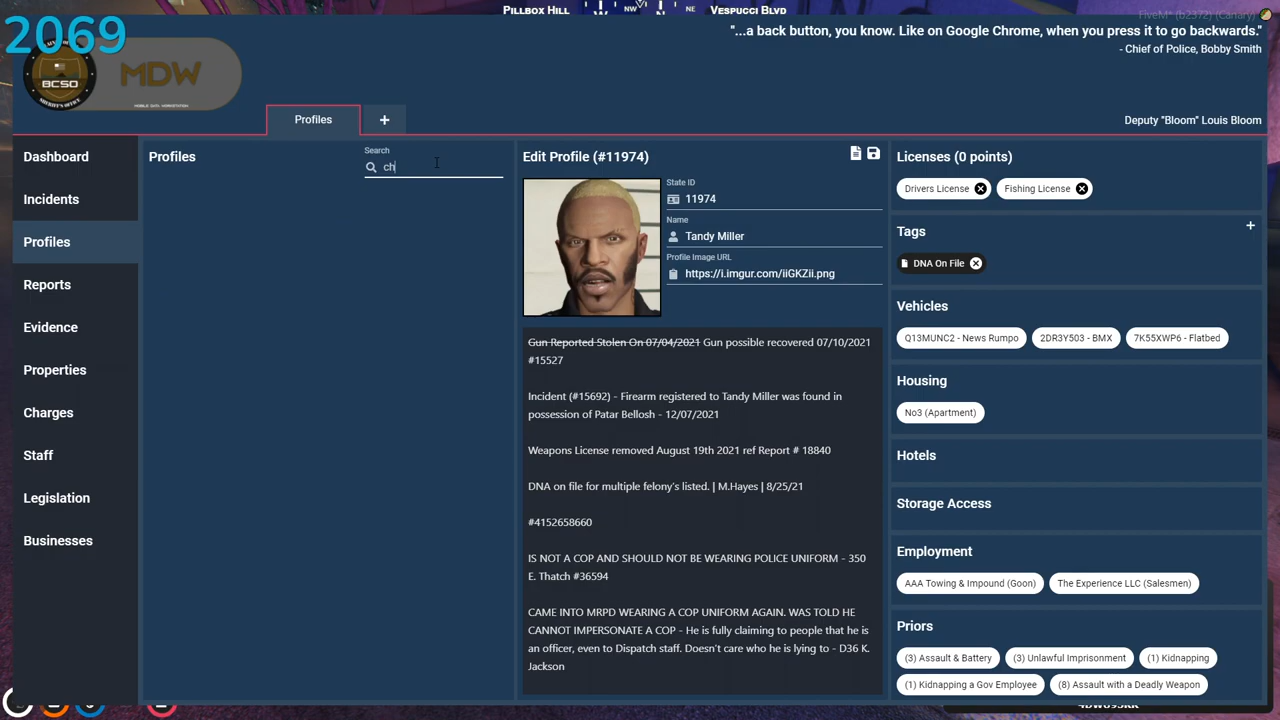 PILLBOX HILL
W
NW
NE
VESPUCCI BLVD
FiveM* (b2372) (Canary)
2069
"...a back button, you know. Like on Google Chrome, when you press it to go backwards."
- Chief of Police, Bobby Smith
BCSO
SHERIFF'S OFFICE
MDW
MOBILE DATA WORKSTATION
Profiles
+
Deputy "Bloom" Louis Bloom
Dashboard
Incidents
Profiles
Reports
Evidence
Properties
Charges
Staff
Legislation
Businesses
Profiles
Search
ch
Edit Profile (#11974)
State ID
11974
Name
Tandy Miller
Profile Image URL
https://i.imgur.com/iiGKZii.png
Gun Reported Stolen On 07/04/2021 Gun possible recovered 07/10/2021
#15527
Incident (#15692) - Firearm registered to Tandy Miller was found in
possession of Patar Bellosh - 12/07/2021
Weapons License removed August 19th 2021 ref Report # 18840
DNA on file for multiple felony's listed. | M.Hayes | 8/25/21
#4152658660
IS NOT A COP AND SHOULD NOT BE WEARING POLICE UNIFORM - 350
E. Thatch #36594
CAME INTO MRPD WEARING A COP UNIFORM AGAIN. WAS TOLD HE
CANNOT IMPERSONATE A COP - He is fully claiming to people that he is
an officer, even to Dispatch staff. Doesn't care who he is lying to - D36 K.
Jackson
Licenses (0 points)
Drivers License
Fishing License
Tags
+
DNA On File
Vehicles
Q13MUNC2 - News Rumpo
2DR3Y503 - BMX
7K55XWP6 - Flatbed
Housing
No3 (Apartment)
Hotels
Storage Access
Employment
AAA Towing & Impound (Goon)
The Experience LLC (Salesmen)
Priors
(3) Assault & Battery
(3) Unlawful Imprisonment
(1) Kidnapping
(1) Kidnapping a Gov Employee
(8) Assault with a Deadly Weapon